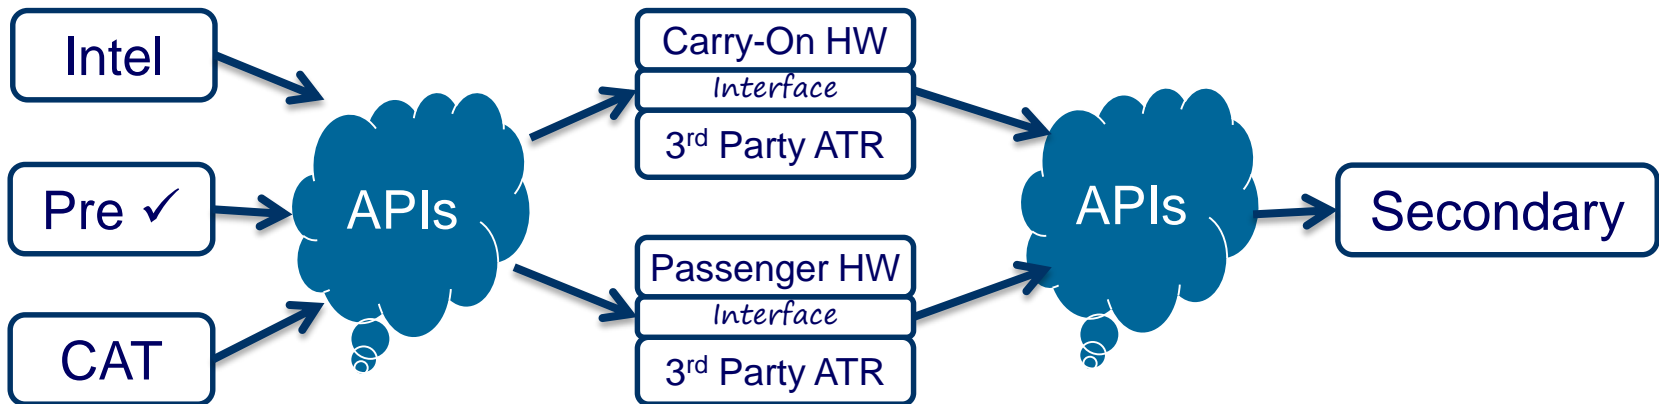 Intel
Pre ✓
CAT
APIs
Carry-On HW
Interface
3rd Party ATR
Passenger HW
Interface
3rd Party ATR
APIs
Secondary